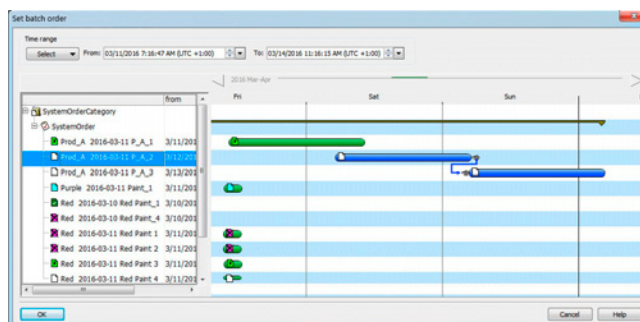 Set batch order
Time range
Select From: 03/11/2016 7:16:47 AM (UTC +1:00) To: 03/14/2016 11:16:15 AM (UTC +1:00)
2016 Mar-Apr
from Fri Sat Sun
SystemOrderCategory
SystemOrder
Prod_A 2016-03-11 P_A_1 3/11/201
Prod_A 2016-03-11 P_A_2 3/12/201
Prod_A 2016-03-11 P_A_3 3/13/201
Purple 2016-03-11 Paint_1 3/11/201
Red 2016-03-10 Red Paint_1 3/10/201
Red 2016-03-10 Red Paint_4 3/10/201
Red 2016-03-11 Red Paint 1 3/11/201
Red 2016-03-11 Red Paint 2 3/11/201
Red 2016-03-11 Red Paint 3 3/11/201
Red 2016-03-11 Red Paint 4 3/11/201
OK Cancel Help